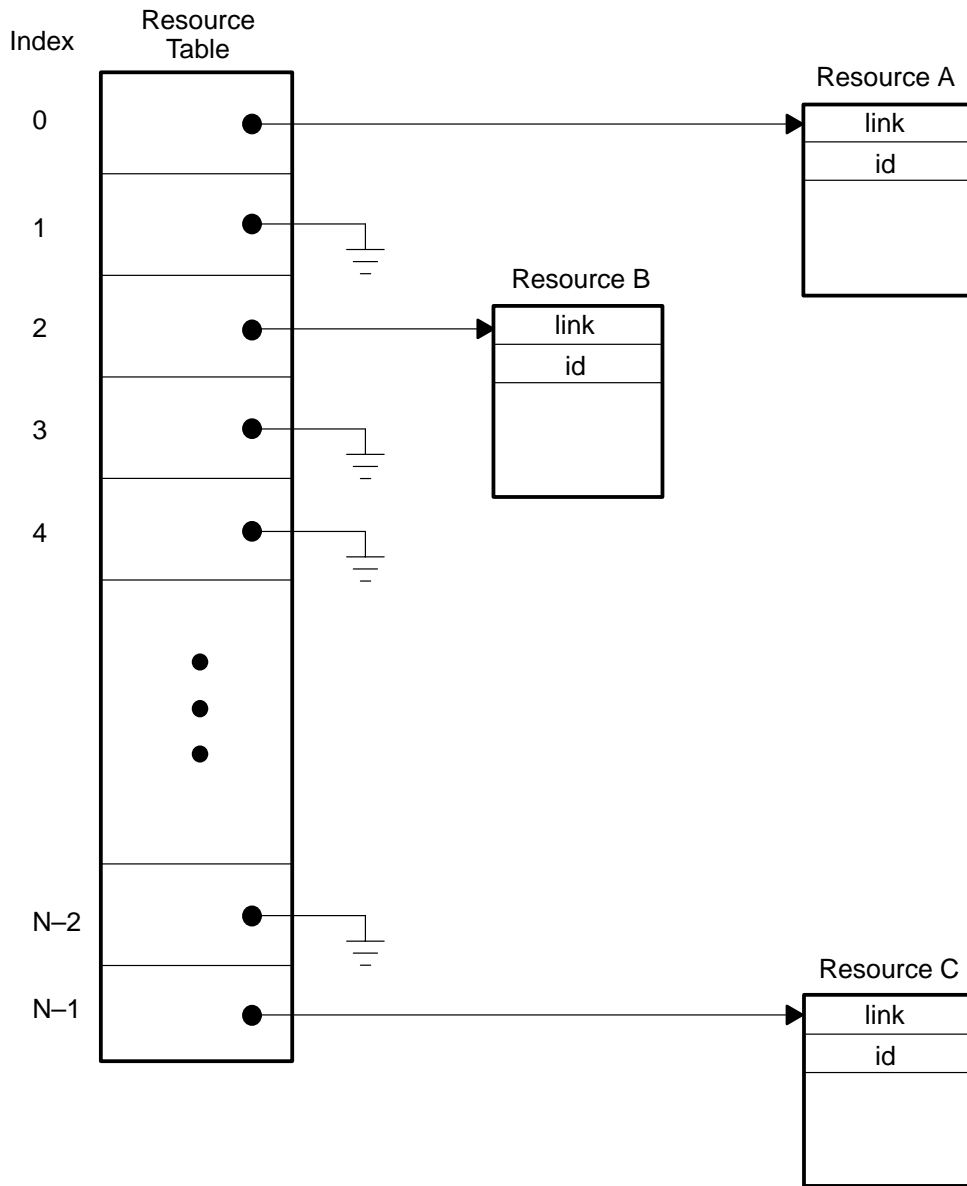 Index
Resource
Table
0
1
2
3
4
N–2
N–1
Resource A
link
id
Resource B
link
id
Resource C
link
id